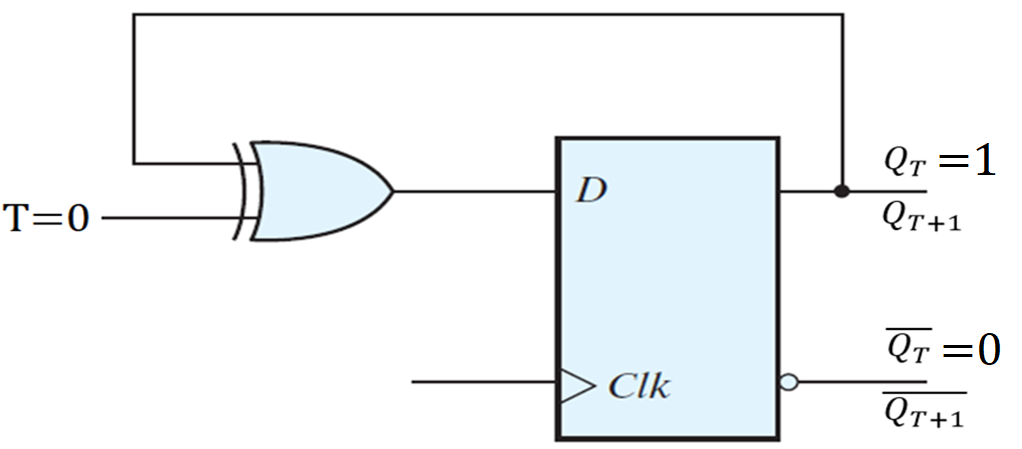 Q_T = 1
D
T=0
Q_{T+1}
\overline{Q_T} = 0
Clk
\overline{Q_{T+1}}